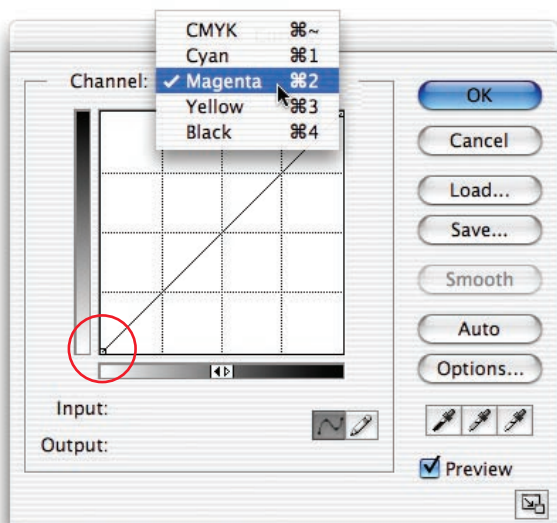 CMYK ⌘~
Cyan ⌘1
Channel: ✓ Magenta ⌘2
Yellow ⌘3
Black ⌘4
OK
Cancel
Load...
Save...
Smooth
Auto
Options...
Input:
Output:
Preview